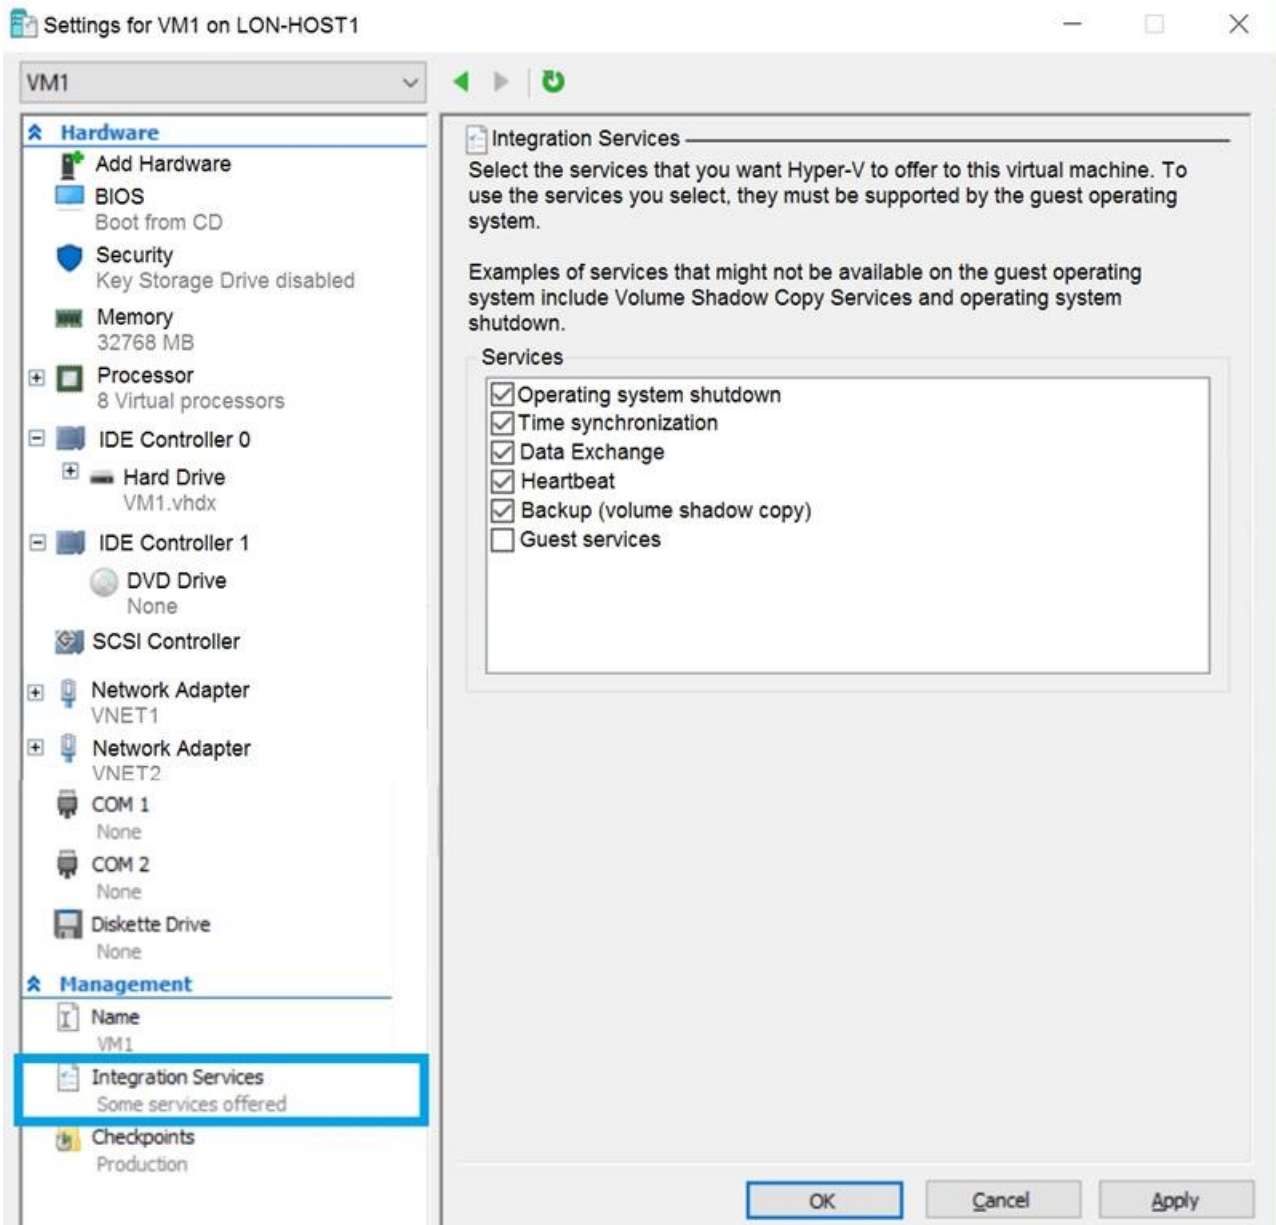 Settings for VM1 on LON-HOST1
VM1
Hardware
Add Hardware
BIOS
Boot from CD
Security
Key Storage Drive disabled
Memory
32768 MB
Processor
8 Virtual processors
IDE Controller 0
Hard Drive
VM1.vhdx
IDE Controller 1
DVD Drive
None
SCSI Controller
Network Adapter
VNET1
Network Adapter
VNET2
COM 1
None
COM 2
None
Diskette Drive
None
Management
Name
VM1
Integration Services
Some services offered
Checkpoints
Production
Integration Services
Select the services that you want Hyper-V to offer to this virtual machine. To
use the services you select, they must be supported by the guest operating
system.
Examples of services that might not be available on the guest operating
system include Volume Shadow Copy Services and operating system
shutdown.
Services
Operating system shutdown
Time synchronization
Data Exchange
Heartbeat
Backup (volume shadow copy)
Guest services
OK
Cancel
Apply